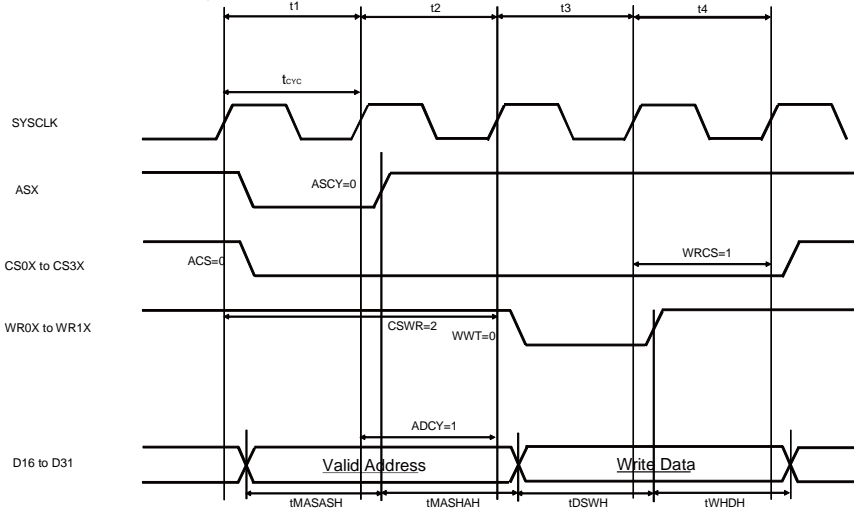 t1 t2 t3 t4
tCYC
SYSCLK
ASX ASCY=0
CS0X to CS3X ACS=0 WRCS=1
WR0X to WR1X CSWR=2 WWT=0
ADCY=1
D16 to D31 Valid Address Write Data
tMASASH tMASHAH tDSWH tWHDH